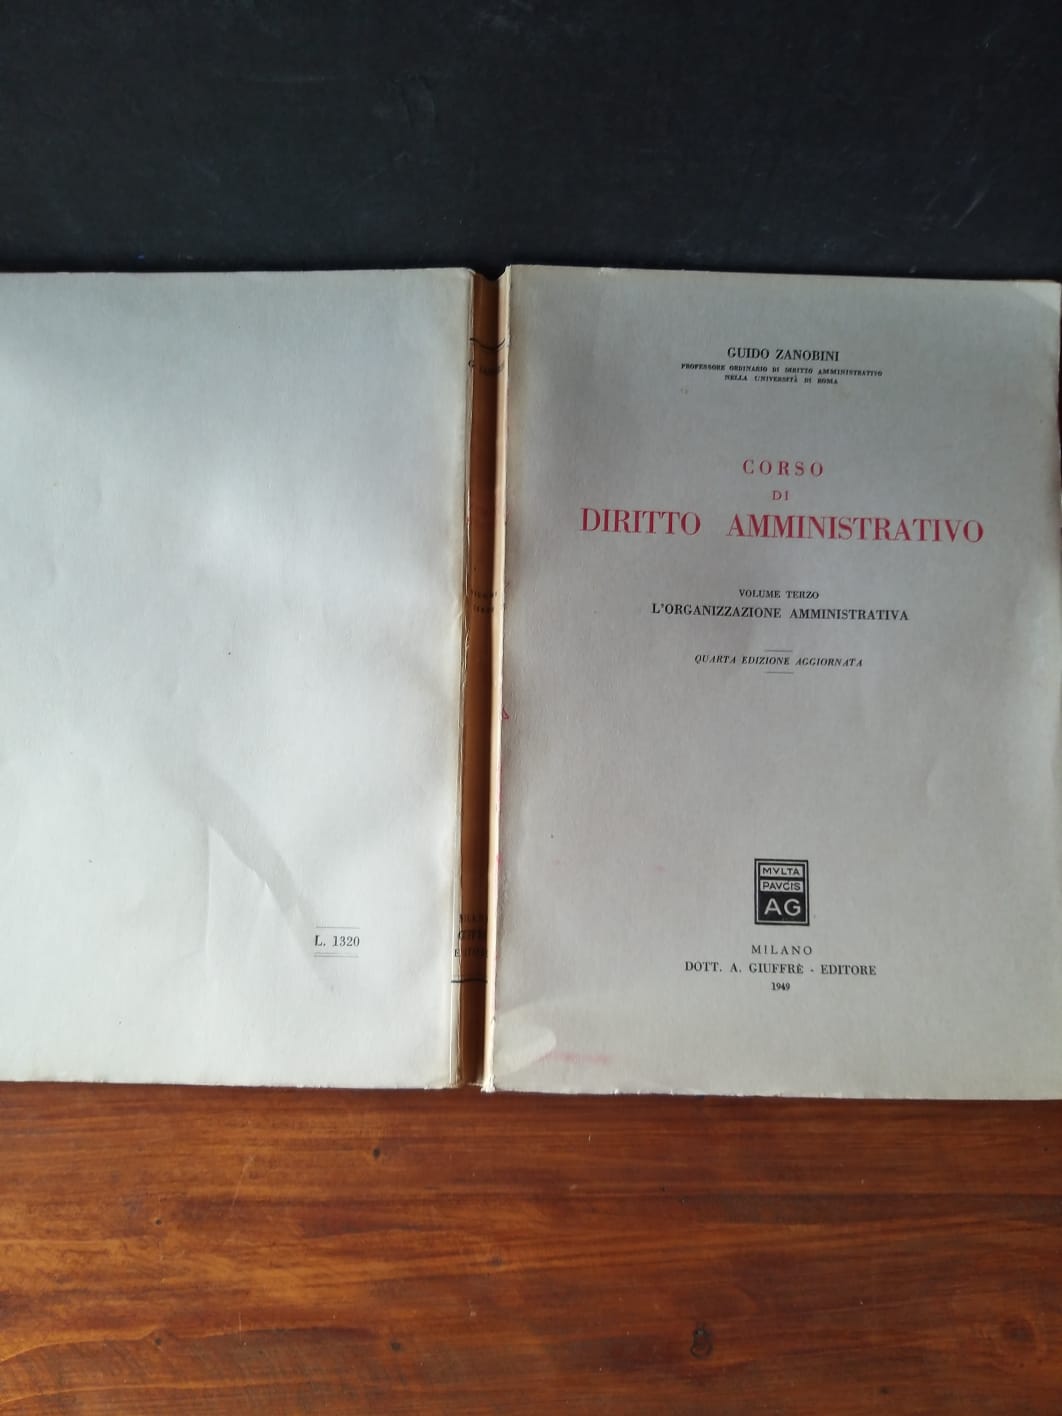 GUIDO ZANOBINI
PROFESSORE ORDINARIO DI DIRITTO AMMINISTRATIVO
NELLA UNIVERSITÀ DI ROMA
CORSO
DI
DIRITTO AMMINISTRATIVO
VOLUME TERZO
L'ORGANIZZAZIONE AMMINISTRATIVA
QUARTA EDIZIONE AGGIORNATA
MVLTA
PAVCIS
AG
MILANO
DOTT. A. GIUFFRÈ - EDITORE
1949
L. 1320